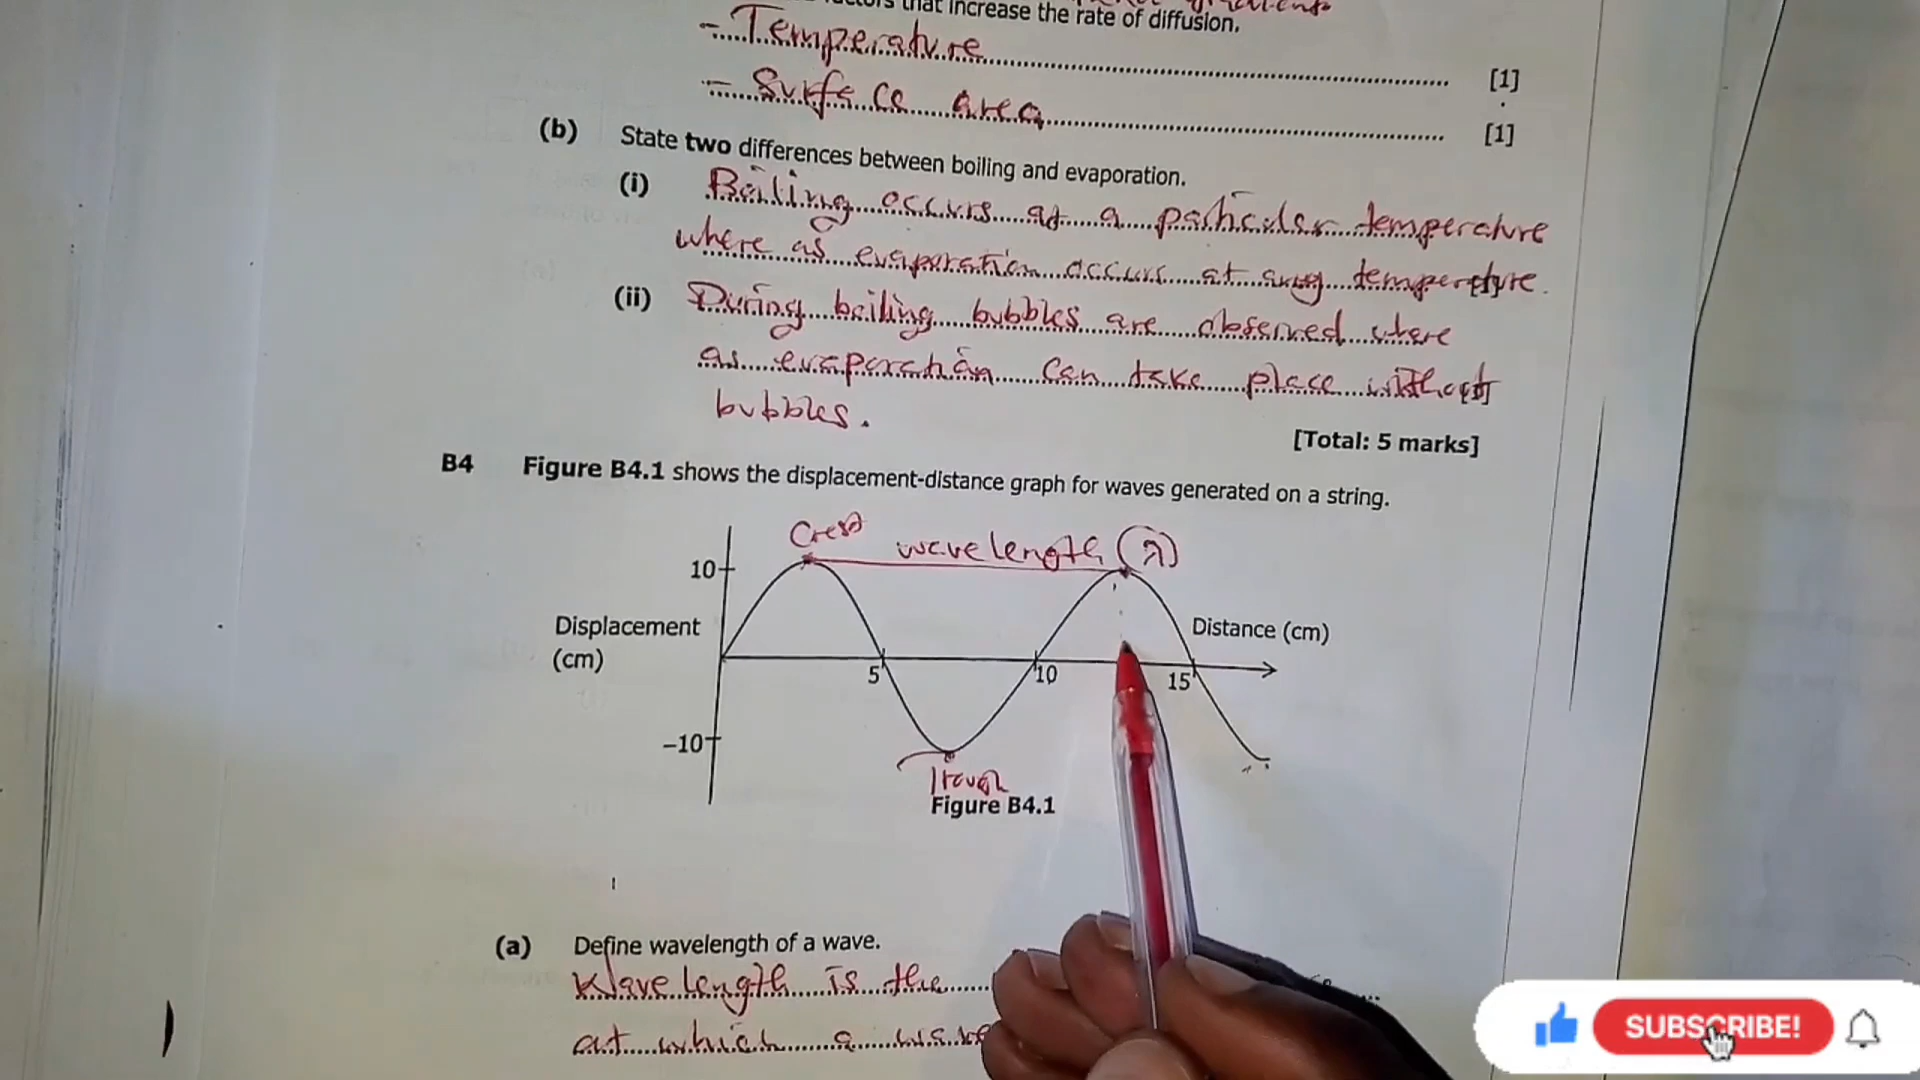 that increase the rate of diffusion.
- Temperature [1]
- Surface area [1]
(b) State two differences between boiling and evaporation.
(i) Boiling occurs at a particular temperature
where as evaporation occurs at any temperature.
(ii) During boiling bubbles are observed where
as evaporation can take place without
bubbles.
[Total: 5 marks]
B4 Figure B4.1 shows the displacement-distance graph for waves generated on a string.
Crest wavelength (λ)
10
Displacement
(cm)
Distance (cm)
5
10
15
-10
Trough
Figure B4.1
(a) Define wavelength of a wave.
Wavelength is the
at which a wave
SUBSCRIBE!